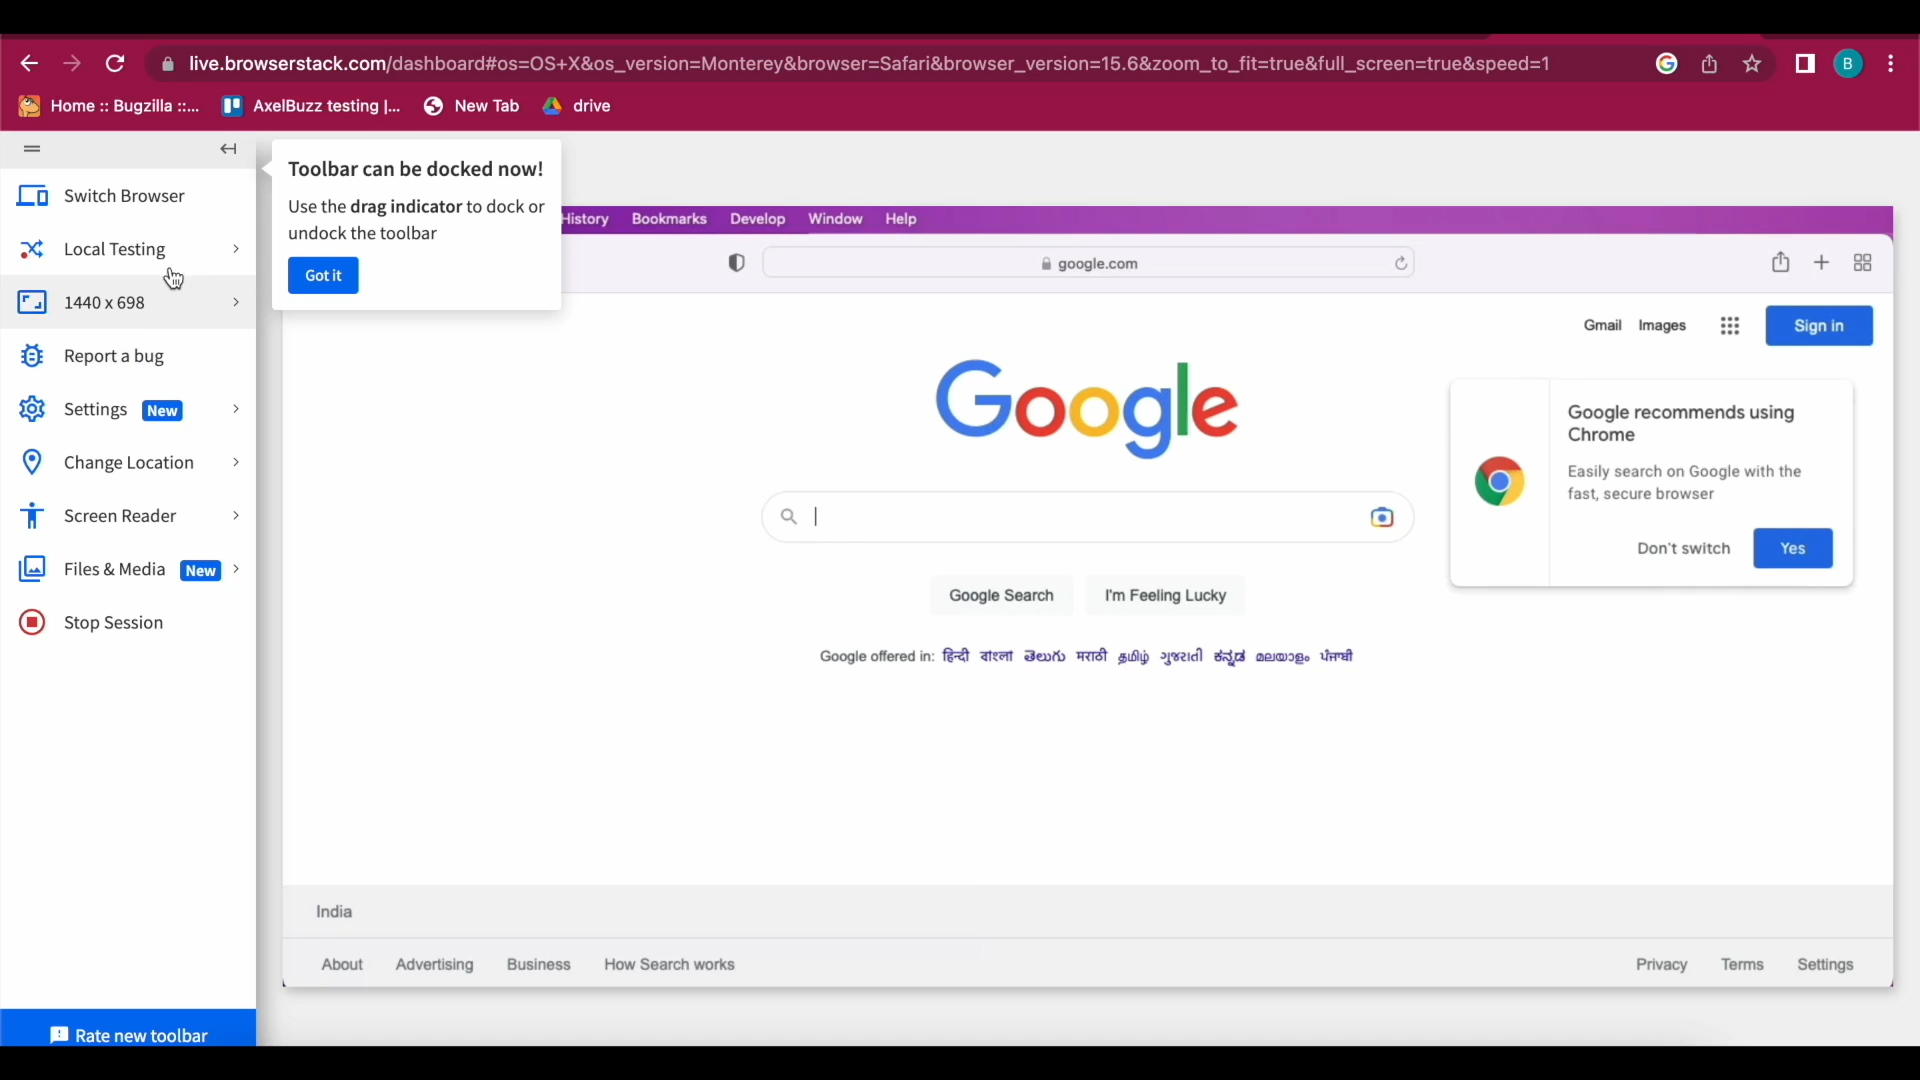 live.browserstack.com/dashboard#os=OS+X&os_version=Monterey&browser=Safari&browser_version=15.6&zoom_to_fit=true&full_screen=true&speed=1
B
Home :: Bugzilla ::...
AxelBuzz testing |...
New Tab
drive
Switch Browser
Local Testing
1440 x 698
Report a bug
Settings New
Change Location
Screen Reader
Files & Media New
Stop Session
Rate new toolbar
Toolbar can be docked now!
Use the drag indicator to dock or
undock the toolbar
Got it
History Bookmarks Develop Window Help
google.com
Gmail Images Sign in
Google
Google recommends using
Chrome
Easily search on Google with the
fast, secure browser
Don't switch Yes
Google Search I'm Feeling Lucky
Google offered in: हिन्दी বাংলা తెలుగు मराठी தமிழ் ગુજરાતી ಕನ್ನಡ മലയാളം ਪੰਜਾਬੀ
India
About Advertising Business How Search works Privacy Terms Settings